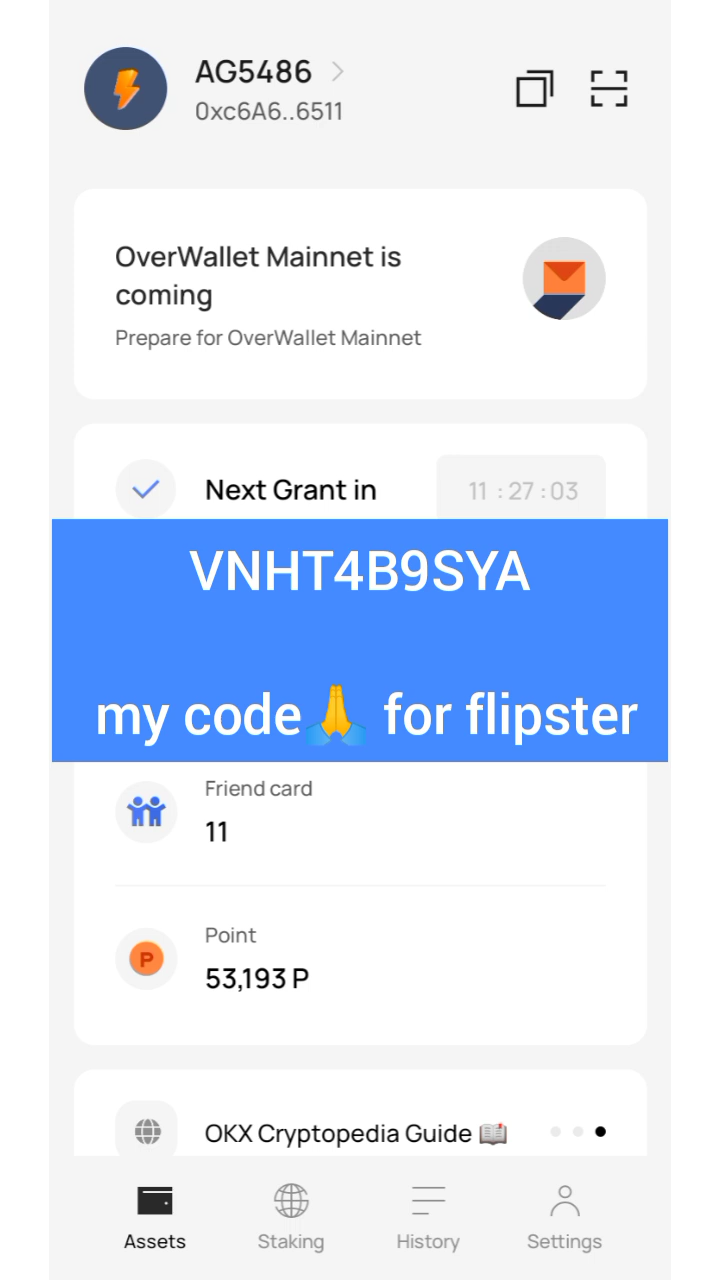 AG5486
0xc6A6..6511
OverWallet Mainnet is
coming
Prepare for OverWallet Mainnet
Next Grant in
11 : 27 : 03
VNHT4B9SYA
my code🙏 for flipster
Friend card
11
P
Point
53,193 P
OKX Cryptopedia Guide 📖
Assets
Staking
History
Settings